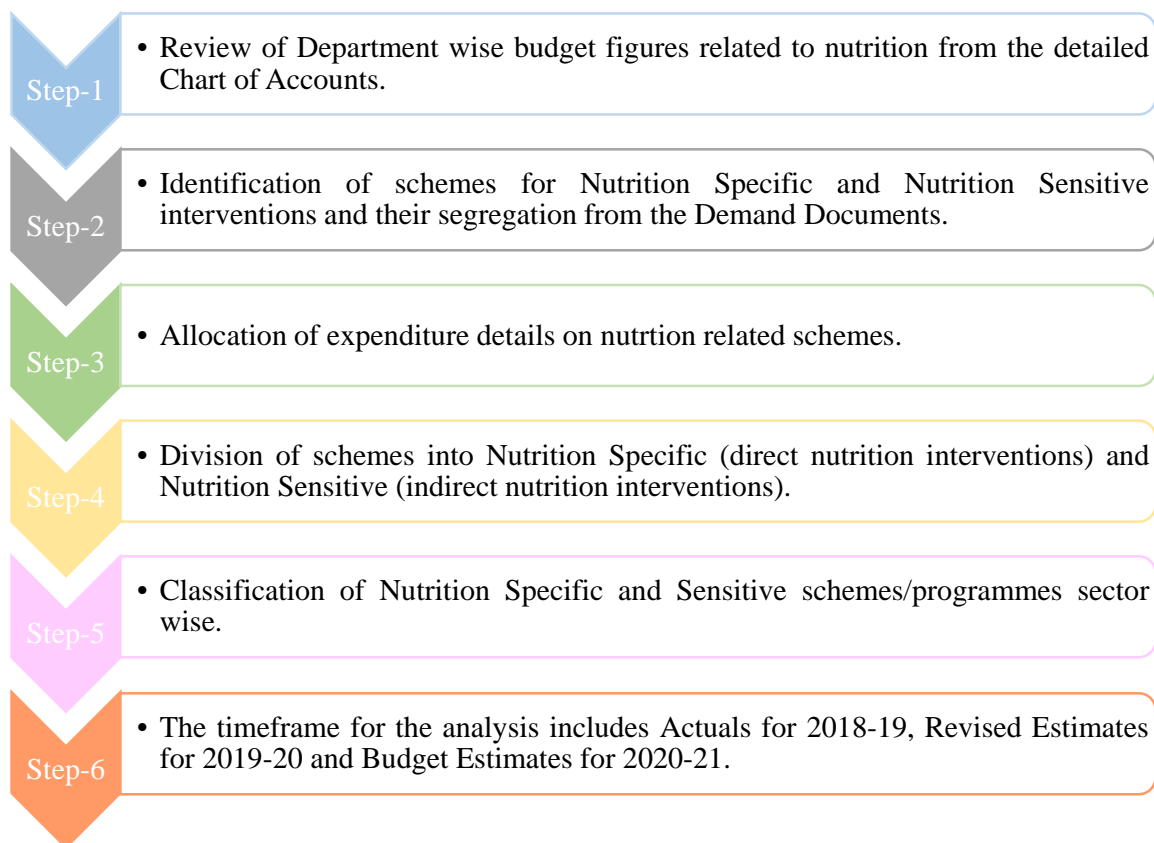 Step-1
• Review of Department wise budget figures related to nutrition from the detailed
Chart of Accounts.
Step-2
• Identification of schemes for Nutrition Specific and Nutrition Sensitive
interventions and their segregation from the Demand Documents.
Step-3
• Allocation of expenditure details on nutrtion related schemes.
Step-4
• Division of schemes into Nutrition Specific (direct nutrition interventions) and
Nutrition Sensitive (indirect nutrition interventions).
Step-5
• Classification of Nutrition Specific and Sensitive schemes/programmes sector
wise.
Step-6
• The timeframe for the analysis includes Actuals for 2018-19, Revised Estimates
for 2019-20 and Budget Estimates for 2020-21.